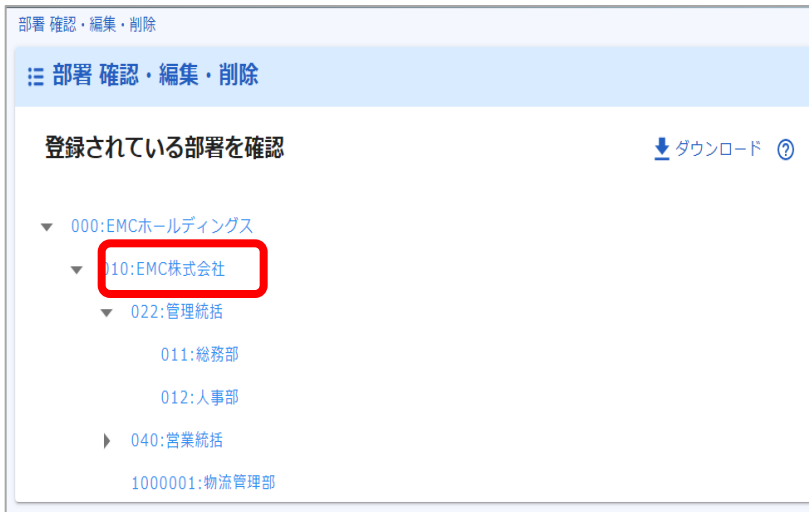 部署 確認・編集・削除
部署 確認・編集・削除
登録されている部署を確認
ダウンロード ?
000:EMCホールディングス
010:EMC株式会社
022:管理統括
011:総務部
012:人事部
040:営業統括
1000001:物流管理部